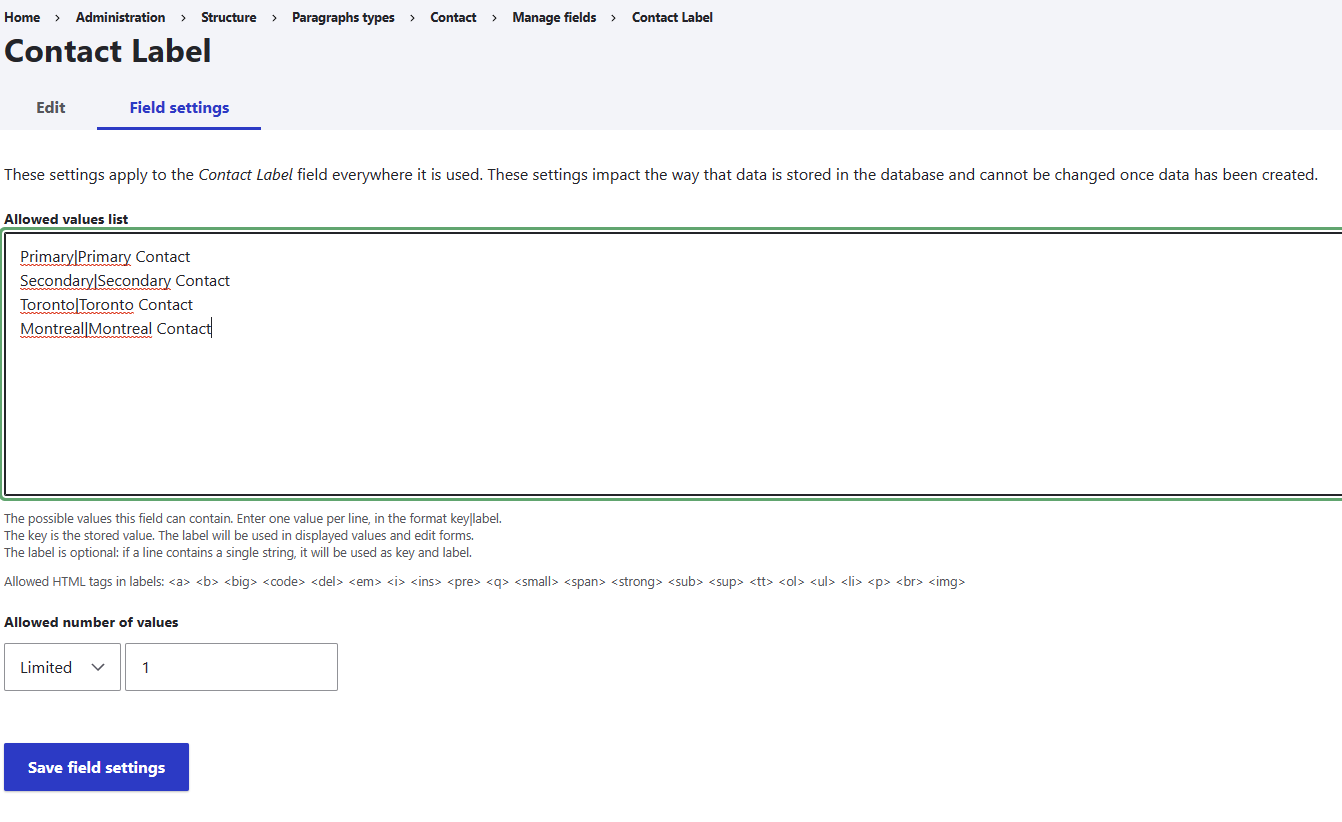 Home > Administration > Structure > Paragraphs types > Contact > Manage fields > Contact Label
Contact Label
Edit Field settings
These settings apply to the Contact Label field everywhere it is used. These settings impact the way that data is stored in the database and cannot be changed once data has been created.
Allowed values list
Primary|Primary Contact
Secondary|Secondary Contact
Toronto|Toronto Contact
Montreal|Montreal Contact
The possible values this field can contain. Enter one value per line, in the format key|label.
The key is the stored value. The label will be used in displayed values and edit forms.
The label is optional: if a line contains a single string, it will be used as key and label.
Allowed HTML tags in labels: <a> <b> <big> <code> <del> <em> <i> <ins> <pre> <q> <small> <span> <strong> <sub> <sup> <tt> <ol> <ul> <li> <p> <br> <img>
Allowed number of values
Limited 1
Save field settings